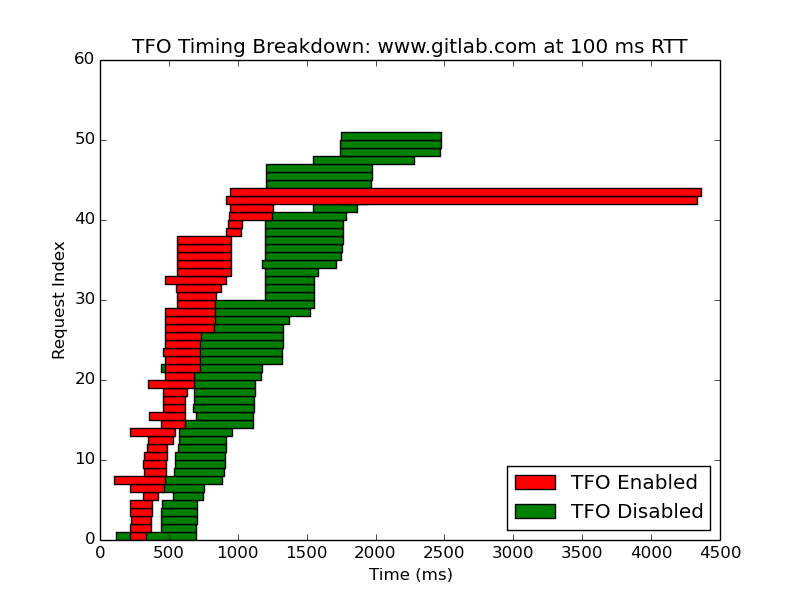 TFO Timing Breakdown: www.gitlab.com at 100 ms RTT
60
50
40
30
20
10
0
Request Index
TFO Enabled
TFO Disabled
0 500 1000 1500 2000 2500 3000 3500 4000 4500
Time (ms)